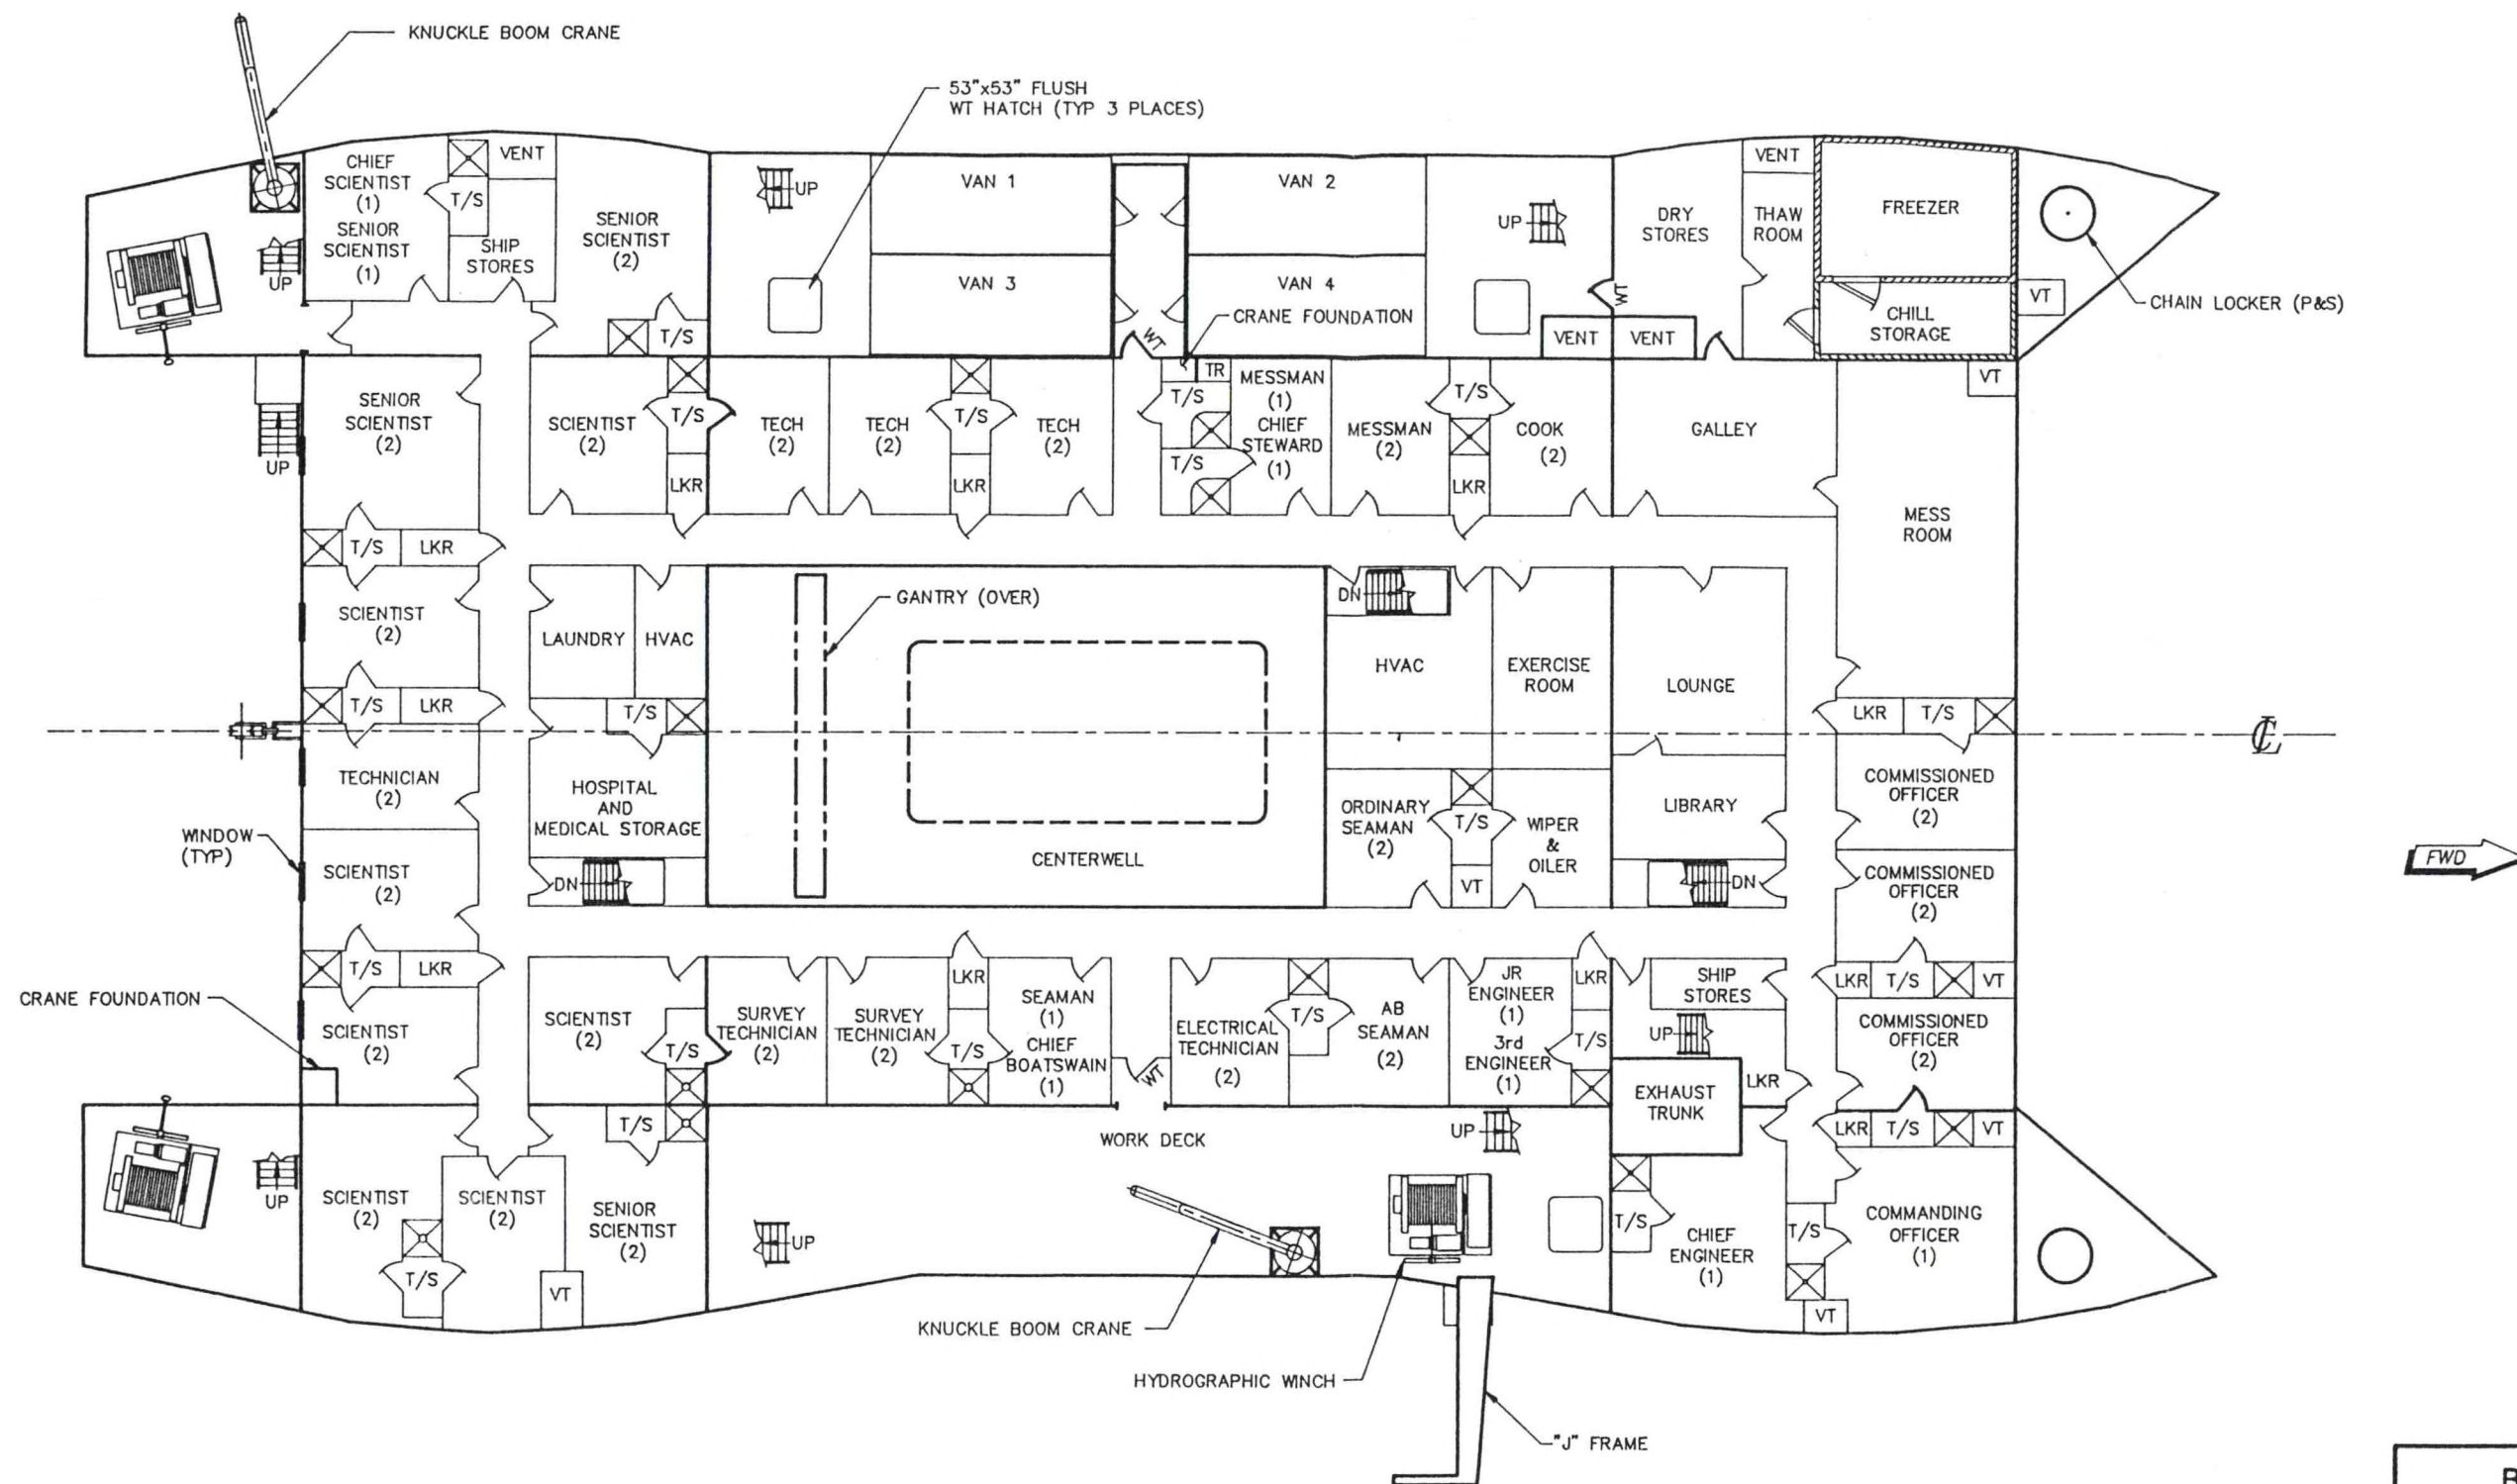 KNUCKLE BOOM CRANE
53"x53" FLUSH
WT HATCH (TYP 3 PLACES)
CHIEF
SCIENTIST
(1)
SENIOR
SCIENTIST
(1)
VENT
T/S
SHIP
STORES
SENIOR
SCIENTIST
(2)
T/S
UP
UP
VAN 1
VAN 2
VAN 3
VAN 4
CRANE FOUNDATION
WT
UP
WT
VENT
VENT
DRY
STORES
VENT
THAW
ROOM
FREEZER
CHILL
STORAGE
VT
CHAIN LOCKER (P&S)
UP
SENIOR
SCIENTIST
(2)
SCIENTIST
(2)
T/S
LKR
TECH
(2)
TECH
(2)
T/S
LKR
TECH
(2)
TR
T/S
T/S
MESSMAN
(1)
CHIEF
STEWARD
(1)
MESSMAN
(2)
T/S
LKR
COOK
(2)
GALLEY
VT
MESS
ROOM
T/S
LKR
SCIENTIST
(2)
T/S
LKR
LAUNDRY
HVAC
GANTRY (OVER)
DN
HVAC
EXERCISE
ROOM
LOUNGE
T/S
LKR
T/S
℄
TECHNICIAN
(2)
HOSPITAL
AND
MEDICAL STORAGE
COMMISSIONED
OFFICER
(2)
WINDOW
(TYP)
SCIENTIST
(2)
DN
CENTERWELL
ORDINARY
SEAMAN
(2)
T/S
VT
WIPER
&
OILER
LIBRARY
DN
COMMISSIONED
OFFICER
(2)
FWD
T/S
LKR
LKR
T/S
VT
CRANE FOUNDATION
SCIENTIST
(2)
SCIENTIST
(2)
T/S
SURVEY
TECHNICIAN
(2)
SURVEY
TECHNICIAN
(2)
LKR
T/S
SEAMAN
(1)
CHIEF
BOATSWAIN
(1)
WT
ELECTRICAL
TECHNICIAN
(2)
T/S
AB
SEAMAN
(2)
JR
ENGINEER
(1)
3rd
ENGINEER
(1)
LKR
T/S
SHIP
STORES
UP
LKR
EXHAUST
TRUNK
COMMISSIONED
OFFICER
(2)
LKR
T/S
VT
T/S
WORK DECK
UP
UP
SCIENTIST
(2)
SCIENTIST
(2)
T/S
SENIOR
SCIENTIST
(2)
VT
UP
T/S
CHIEF
ENGINEER
(1)
T/S
VT
COMMANDING
OFFICER
(1)
KNUCKLE BOOM CRANE
HYDROGRAPHIC WINCH
"J" FRAME